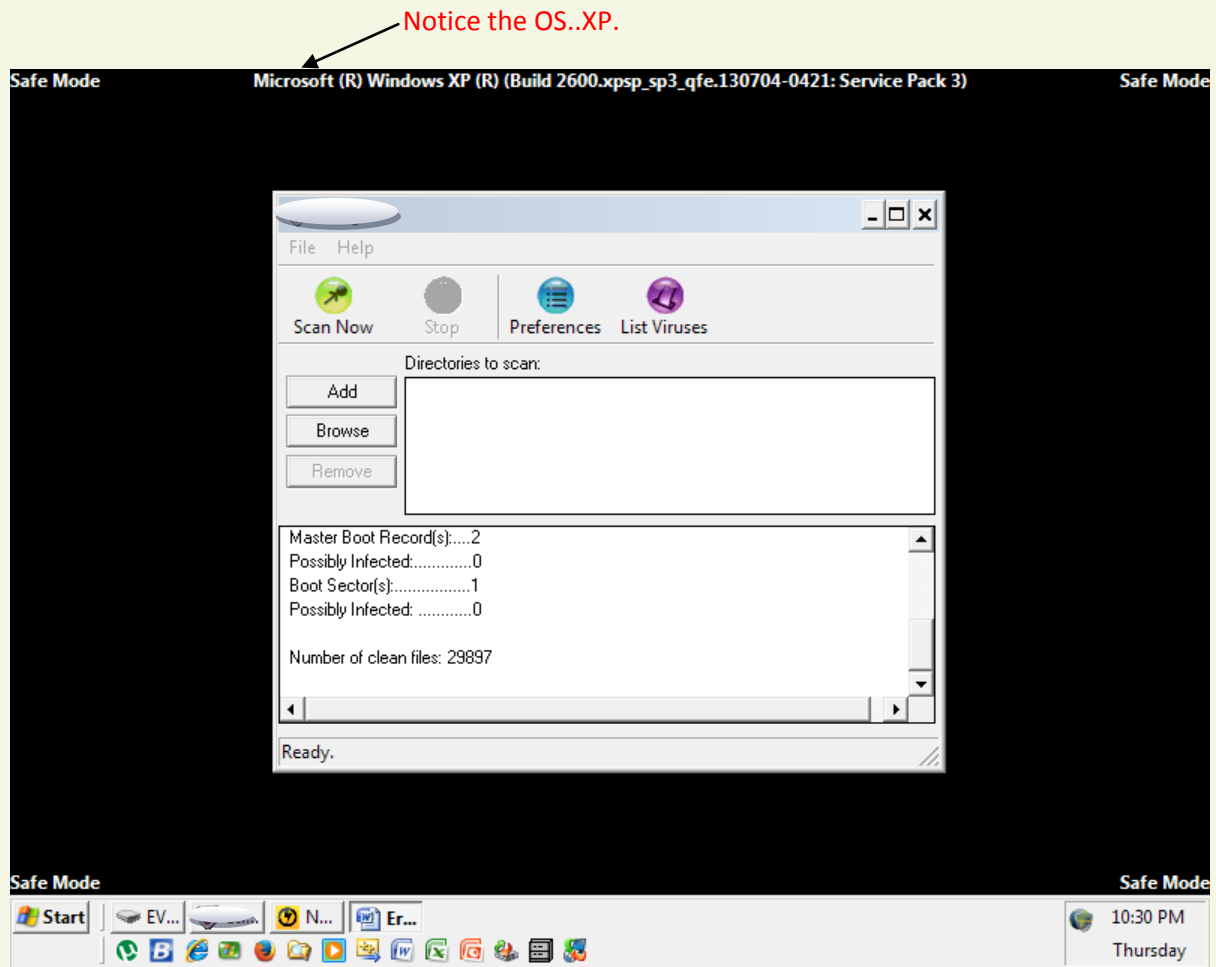 Notice the OS..XP.
Safe Mode Microsoft (R) Windows XP (R) (Build 2600.xpsp_sp3_qfe.130704-0421: Service Pack 3) Safe Mode
File Help
Scan Now Stop Preferences List Viruses
Directories to scan:
Add
Browse
Remove
Master Boot Record(s):....2
Possibly Infected:.............0
Boot Sector(s):.................1
Possibly Infected: ............0
Number of clean files: 29897
Ready.
Safe Mode Safe Mode
Start EV... N... Er... 10:30 PM
Thursday